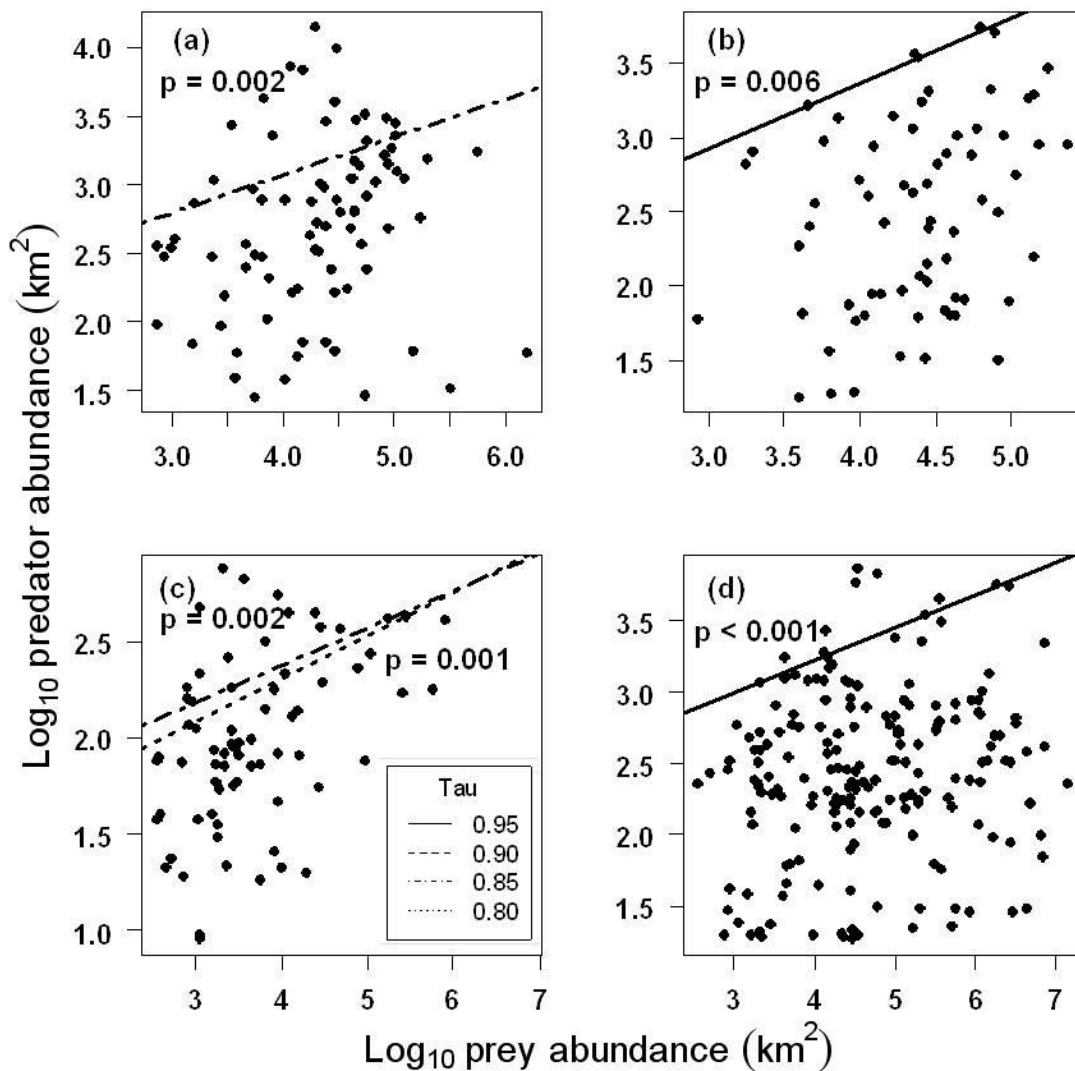 (a)
p = 0.002
4.0
3.5
3.0
2.5
2.0
1.5
3.0 4.0 5.0 6.0
(b)
p = 0.006
3.5
3.0
2.5
2.0
1.5
3.0 3.5 4.0 4.5 5.0
Log10 predator abundance (km2)
(c)
p = 0.002
p = 0.001
2.5
2.0
1.5
1.0
3 4 5 6 7
Tau
0.95
0.90
0.85
0.80
(d)
p < 0.001
3.5
3.0
2.5
2.0
1.5
3 4 5 6 7
Log10 prey abundance (km2)